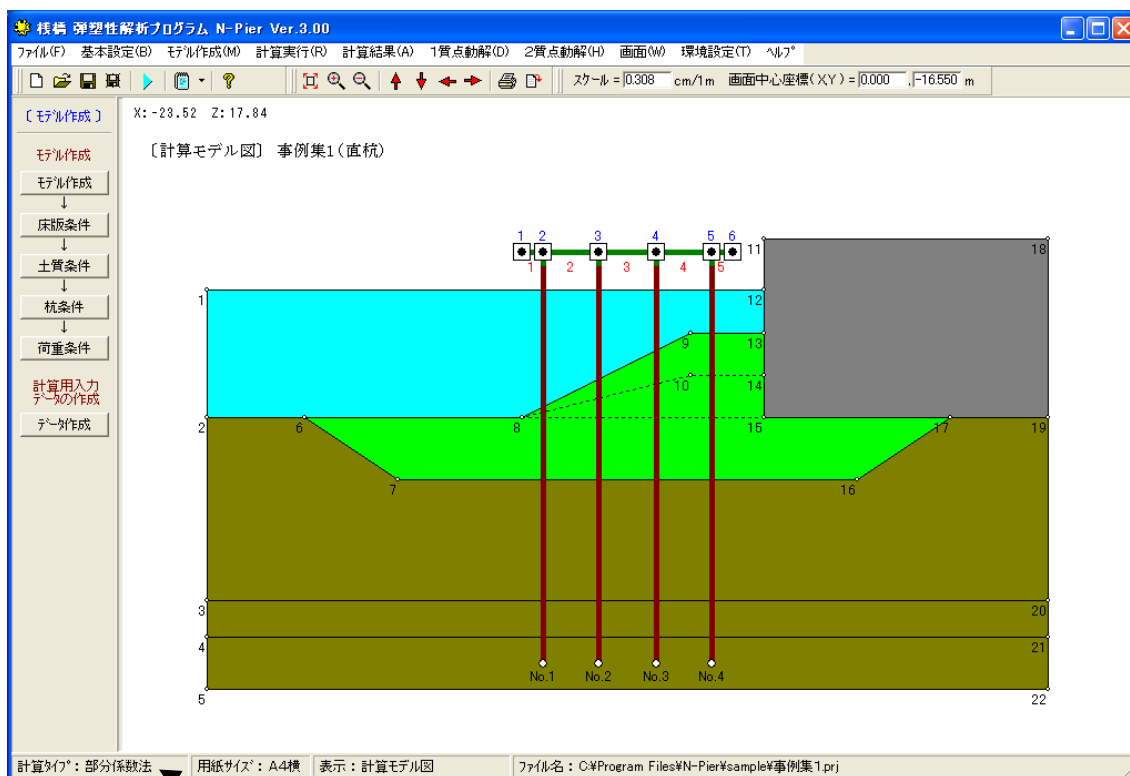 桟橋 弾塑性解析プログラム N-Pier Ver.3.00
ファイル(F) 基本設定(B) モデル作成(M) 計算実行(R) 計算結果(A) 1質点動解(D) 2質点動解(H) 画面(W) 環境設定(T) ヘルプ
スケール = 0.308 cm/1m 画面中心座標(XY) = 0.000 , -16.550 m
〔モデル作成〕
X:-23.52 Z:17.84
モデル作成
〔計算モデル図〕 事例集1(直杭)
モデル作成
↓
床版条件
↓
土質条件
↓
杭条件
↓
荷重条件
計算用入力
データの作成
データ作成
1 2 3 4 5 6
1 2 3 4 5
11 18
1 12
9 13
10 14
2 6 8 15 17 19
7 16
3 20
4 21
No.1 No.2 No.3 No.4
5 22
計算タイプ:部分係数法 用紙サイズ:A4横 表示:計算モデル図 ファイル名:C:¥Program Files¥N-Pier¥sample¥事例集1.prj